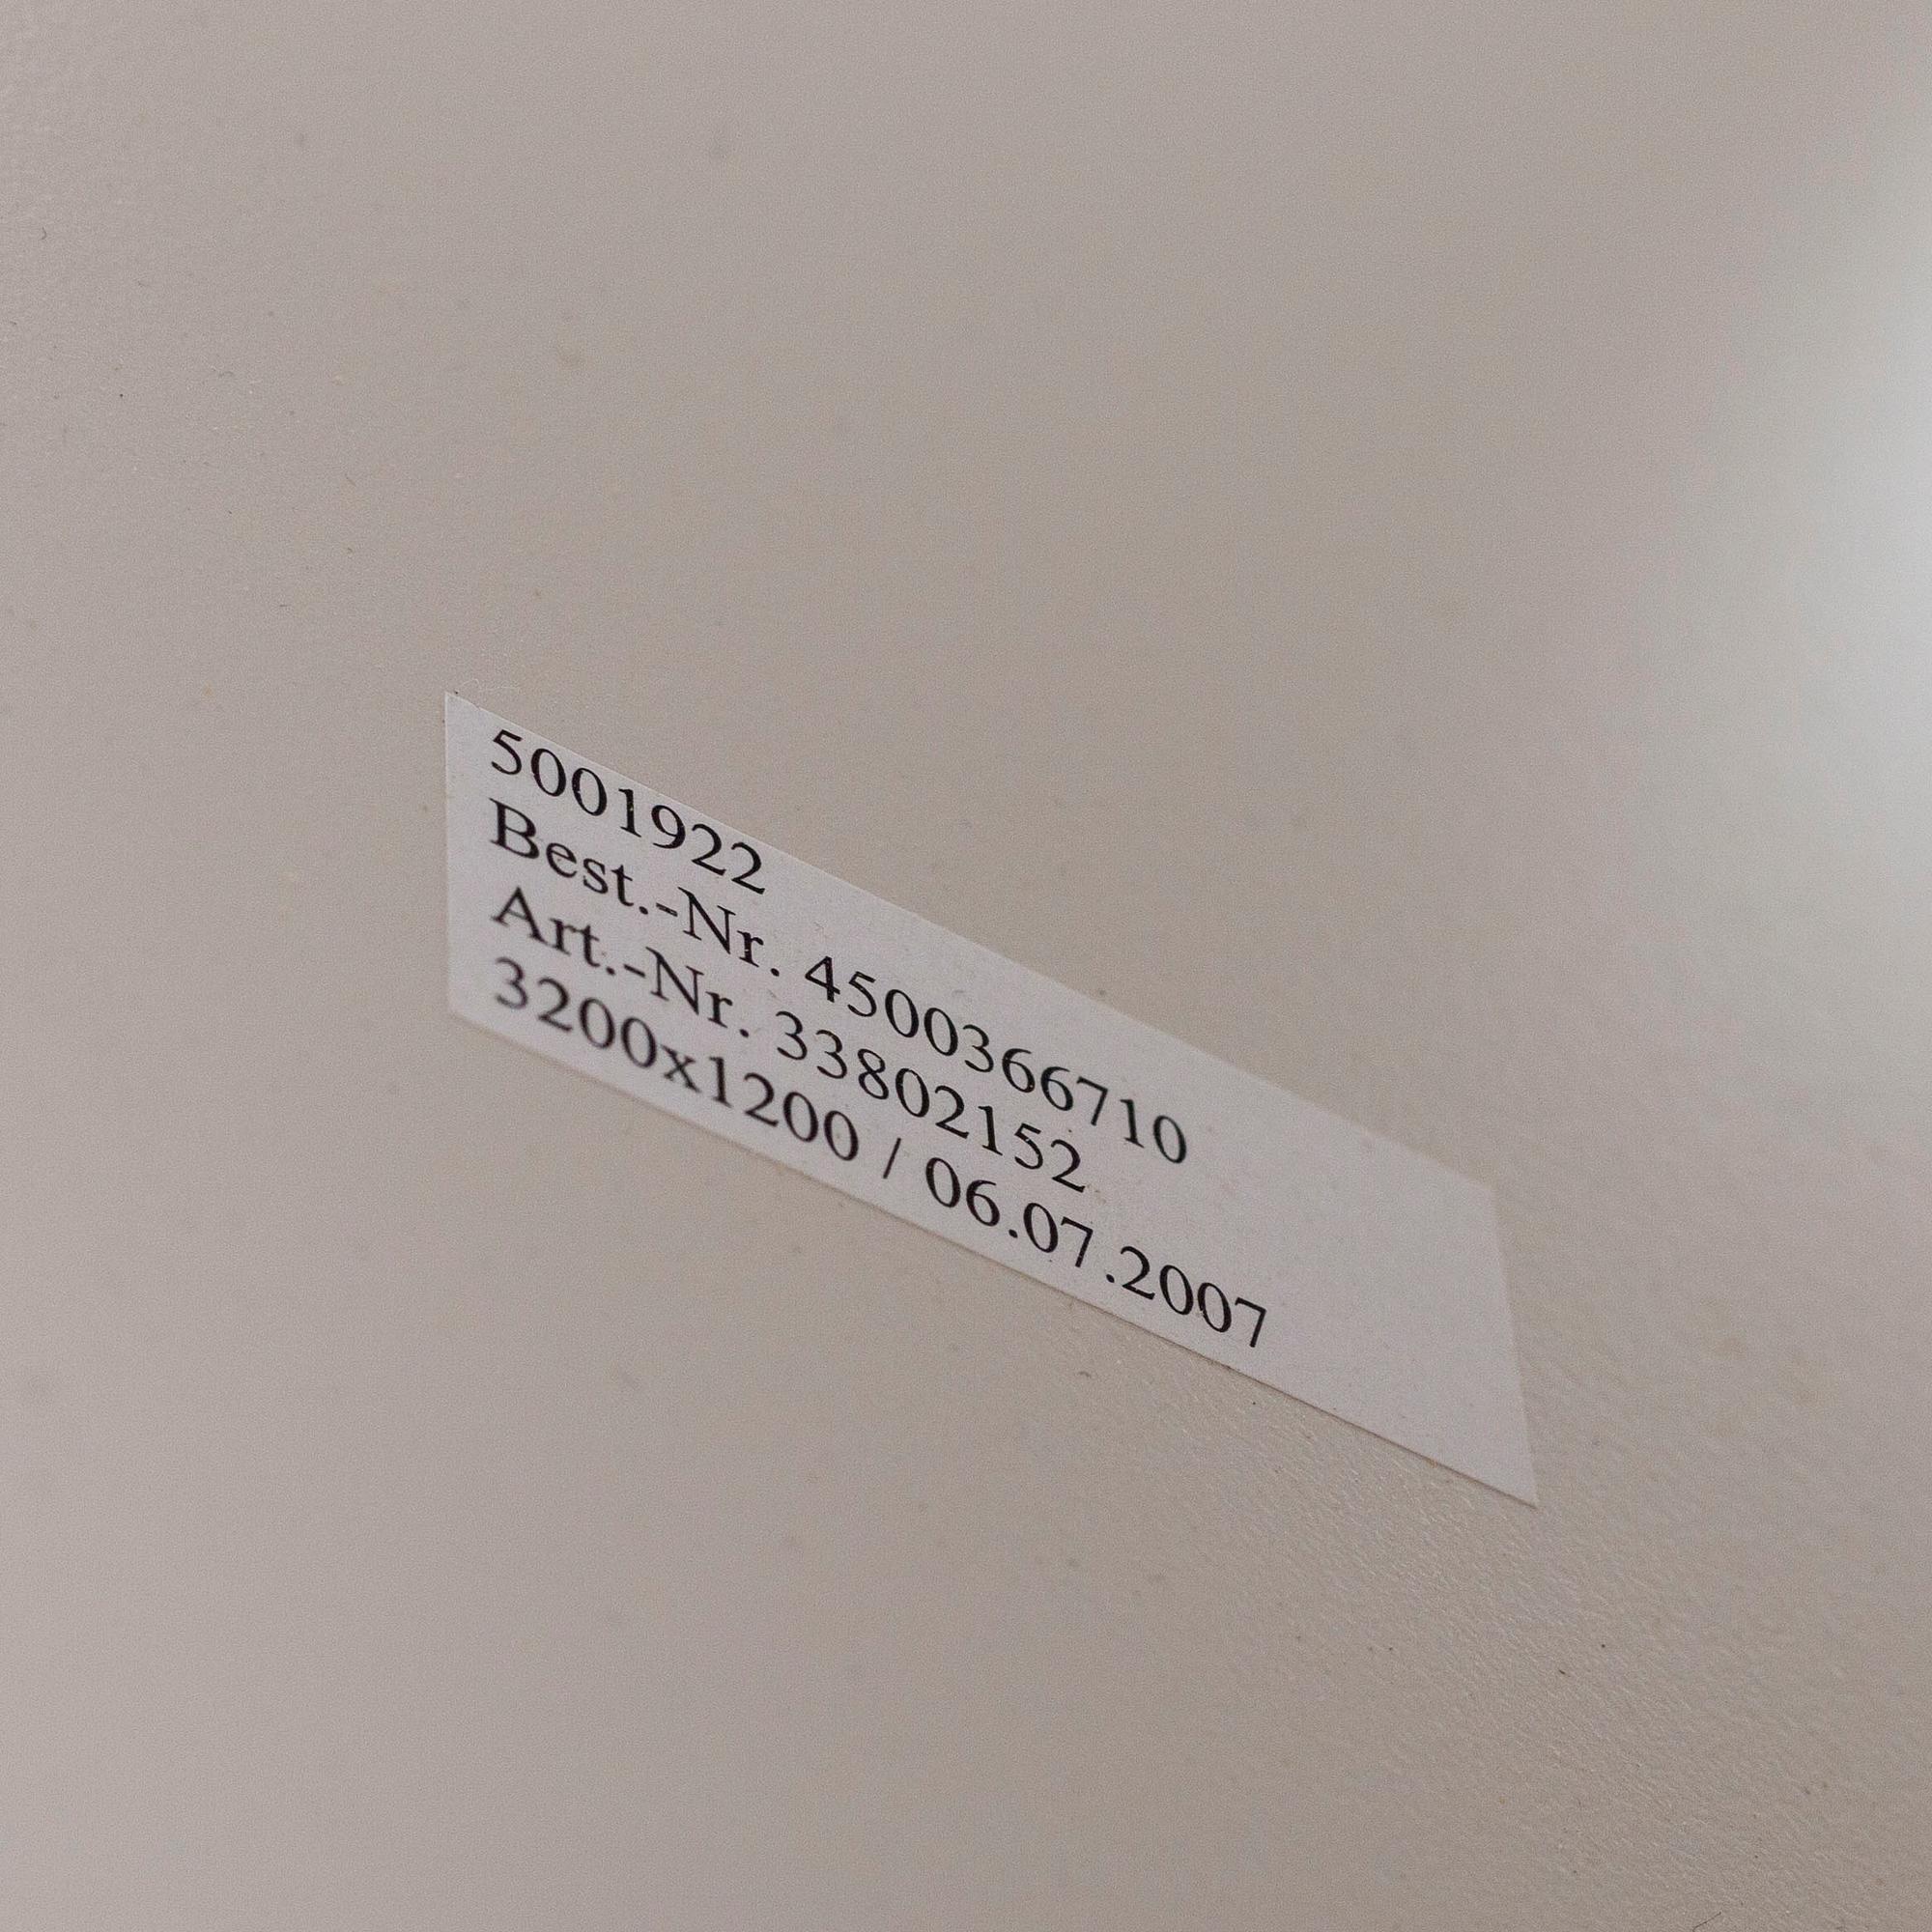 5001922
Best.-Nr. 4500366710
Art.-Nr. 33802152
3200x1200 / 06.07.2007